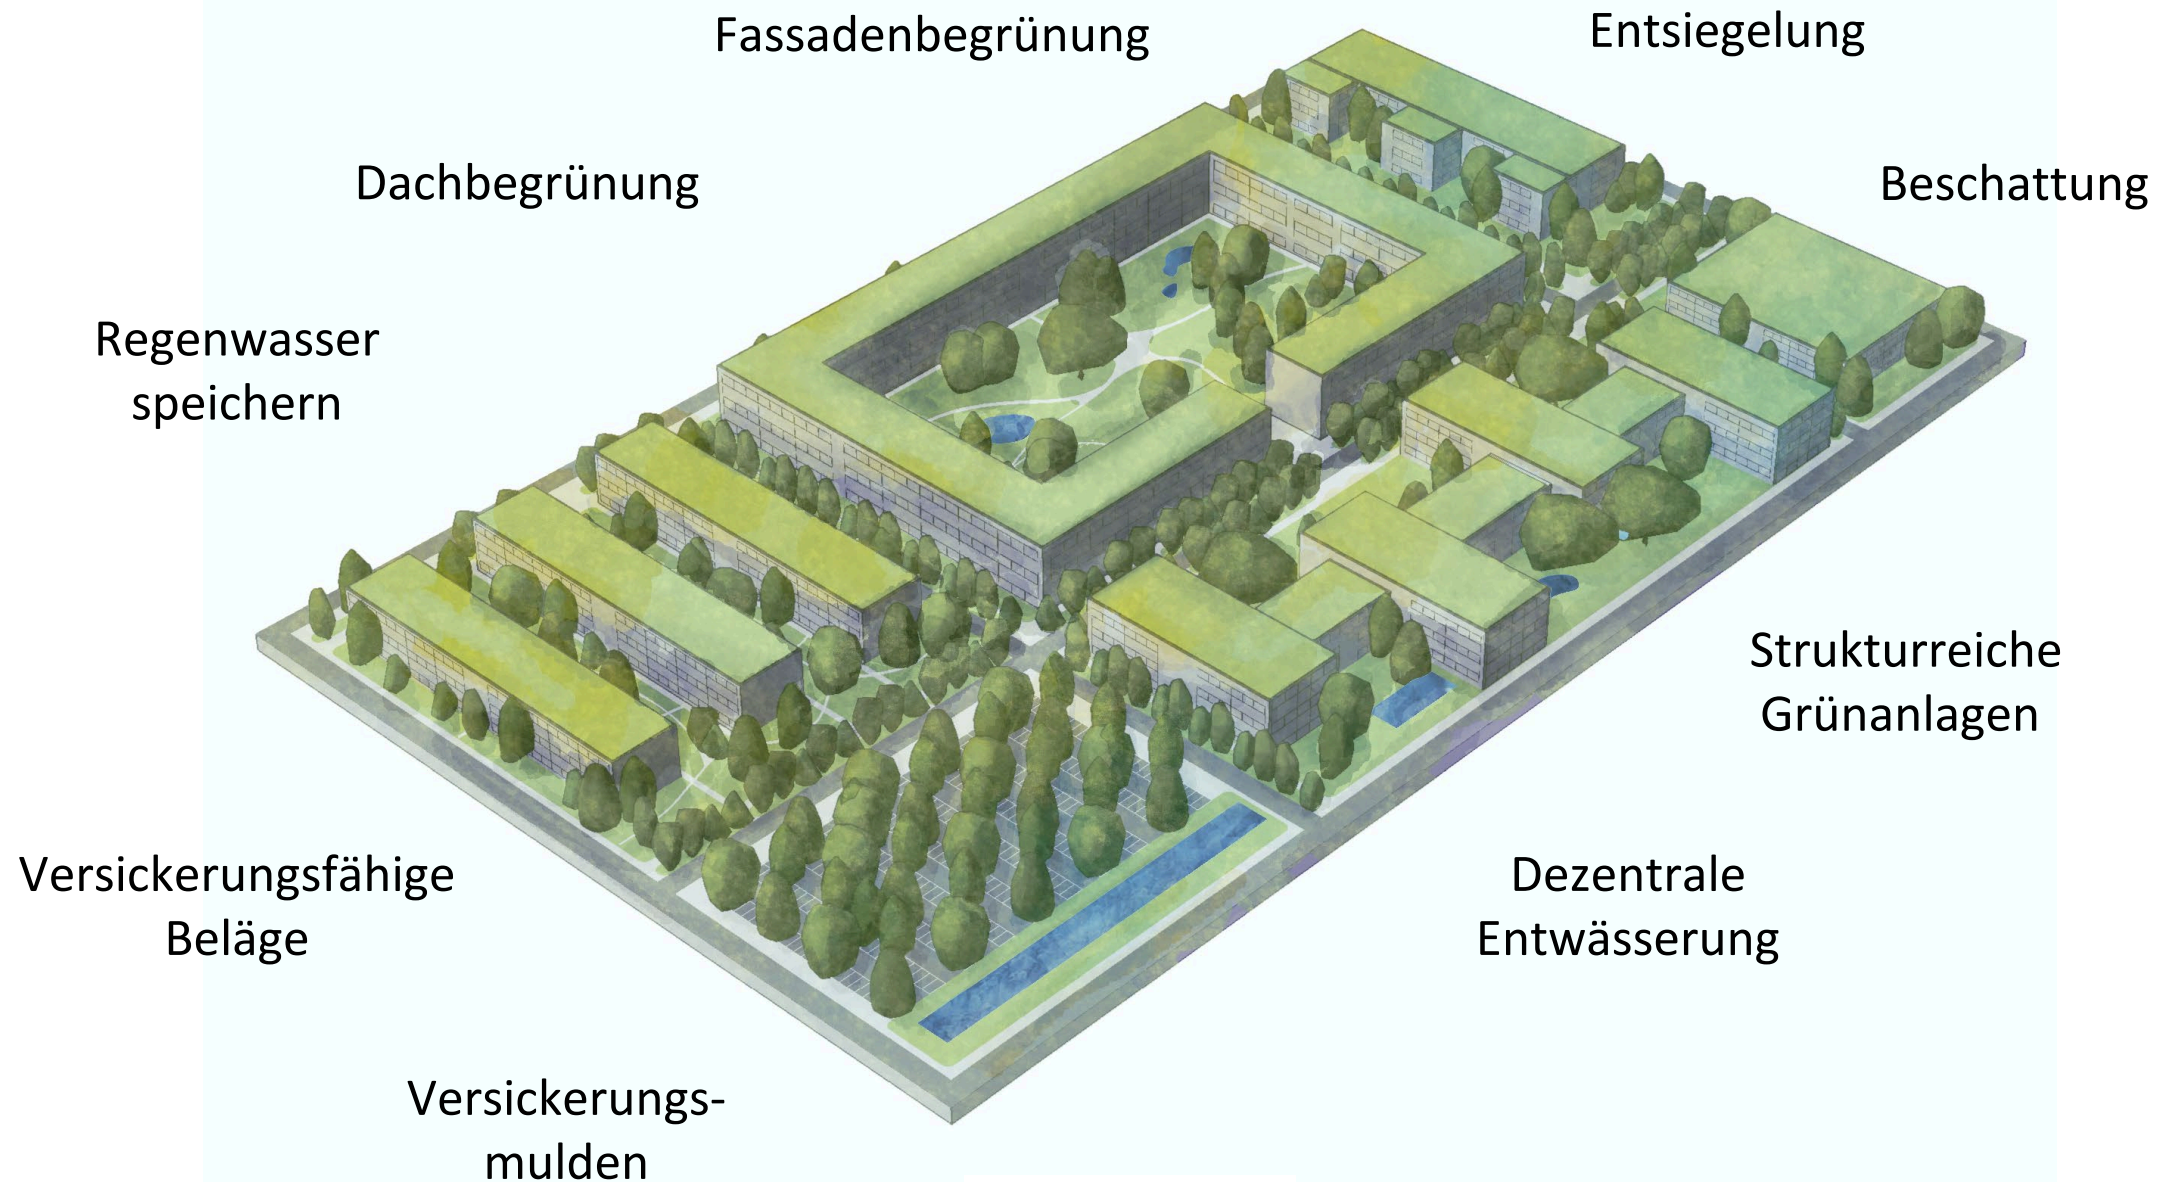 Fassadenbegrünung
Entsiegelung
Dachbegrünung
Beschattung
Regenwasser
speichern
Strukturreiche
Grünanlagen
Versickerungsfähige
Beläge
Dezentrale
Entwässerung
Versickerungs-
mulden